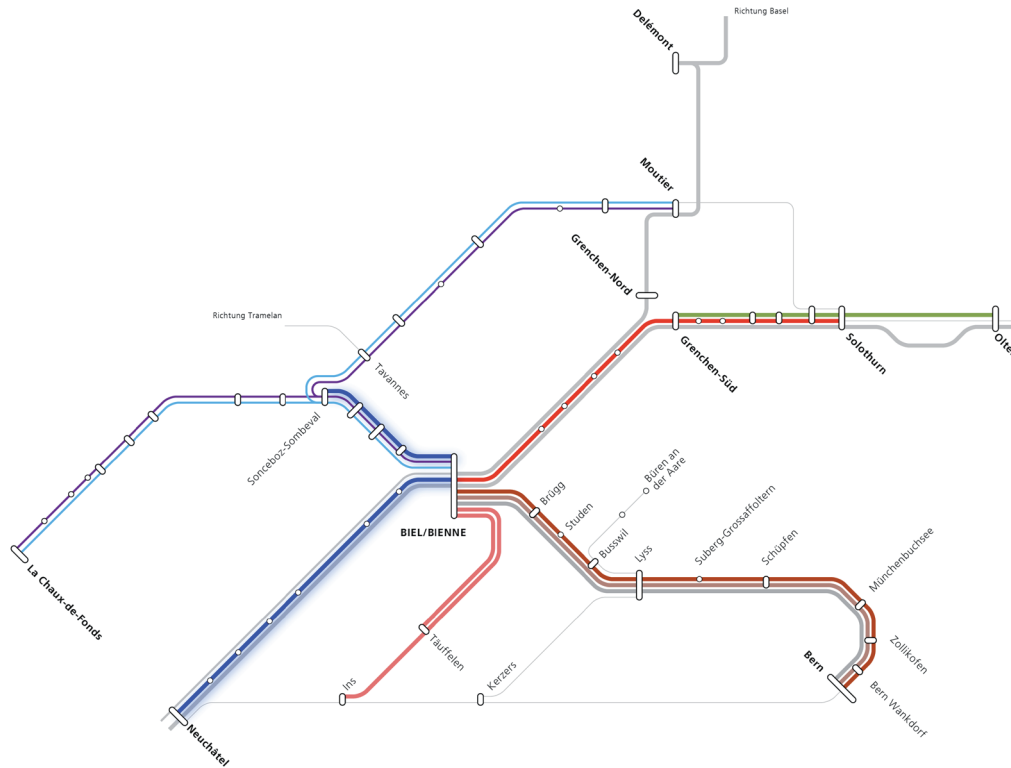 Richtung Basel
Delémont
Moutier
Grenchen-Nord
Richtung Tramelan
Tavannes
Grenchen-Süd
Solothurn
Sonceboz-Sombeval
BIEL/BIENNE
Brügg
Studen
Büren an
der Aare
Busswil
Lyss
Suberg-Grossaffoltern
Schüpfen
Münchenbuchsee
Zollikofen
Bern Wankdorf
Bern
La Chaux-de-Fonds
Täuffelen
Ins
Kerzers
Neuchâtel